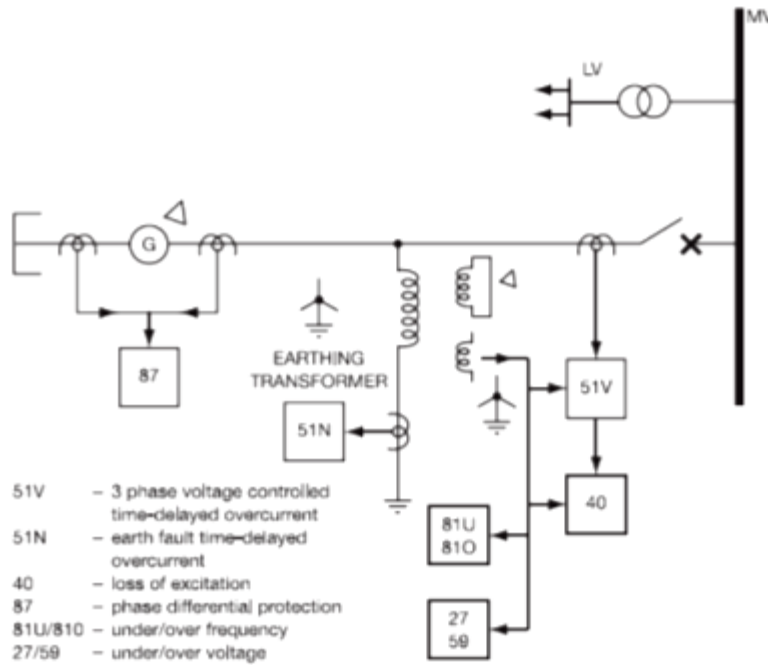 MV
LV
G
87
EARTHING
TRANSFORMER
51N
51V
40
81U
81O
27
59
51V – 3 phase voltage controlled
time-delayed overcurrent
51N – earth fault time-delayed
overcurrent
40 – loss of excitation
87 – phase differential protection
81U/810 – under/over frequency
27/59 – under/over voltage